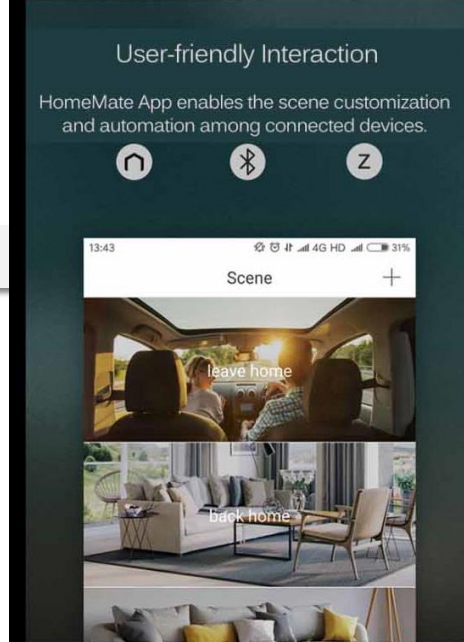 User-friendly Interaction
HomeMate App enables the scene customization
and automation among connected devices.
Z
13:43 4G HD 31%
Scene +
leave home
back home